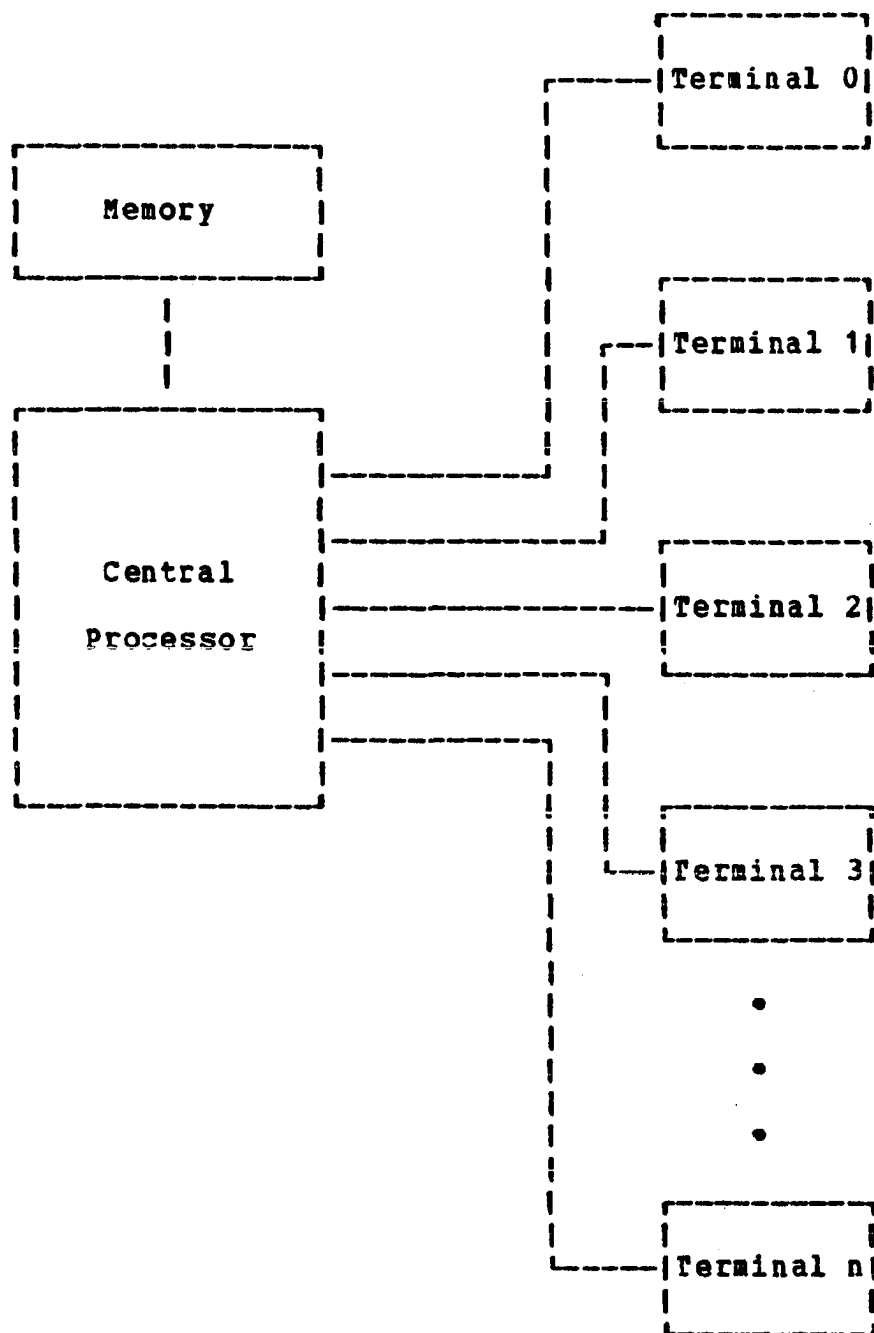 Terminal 0
Memory
Terminal 1
Central
Processor
Terminal 2
Terminal 3
Terminal n